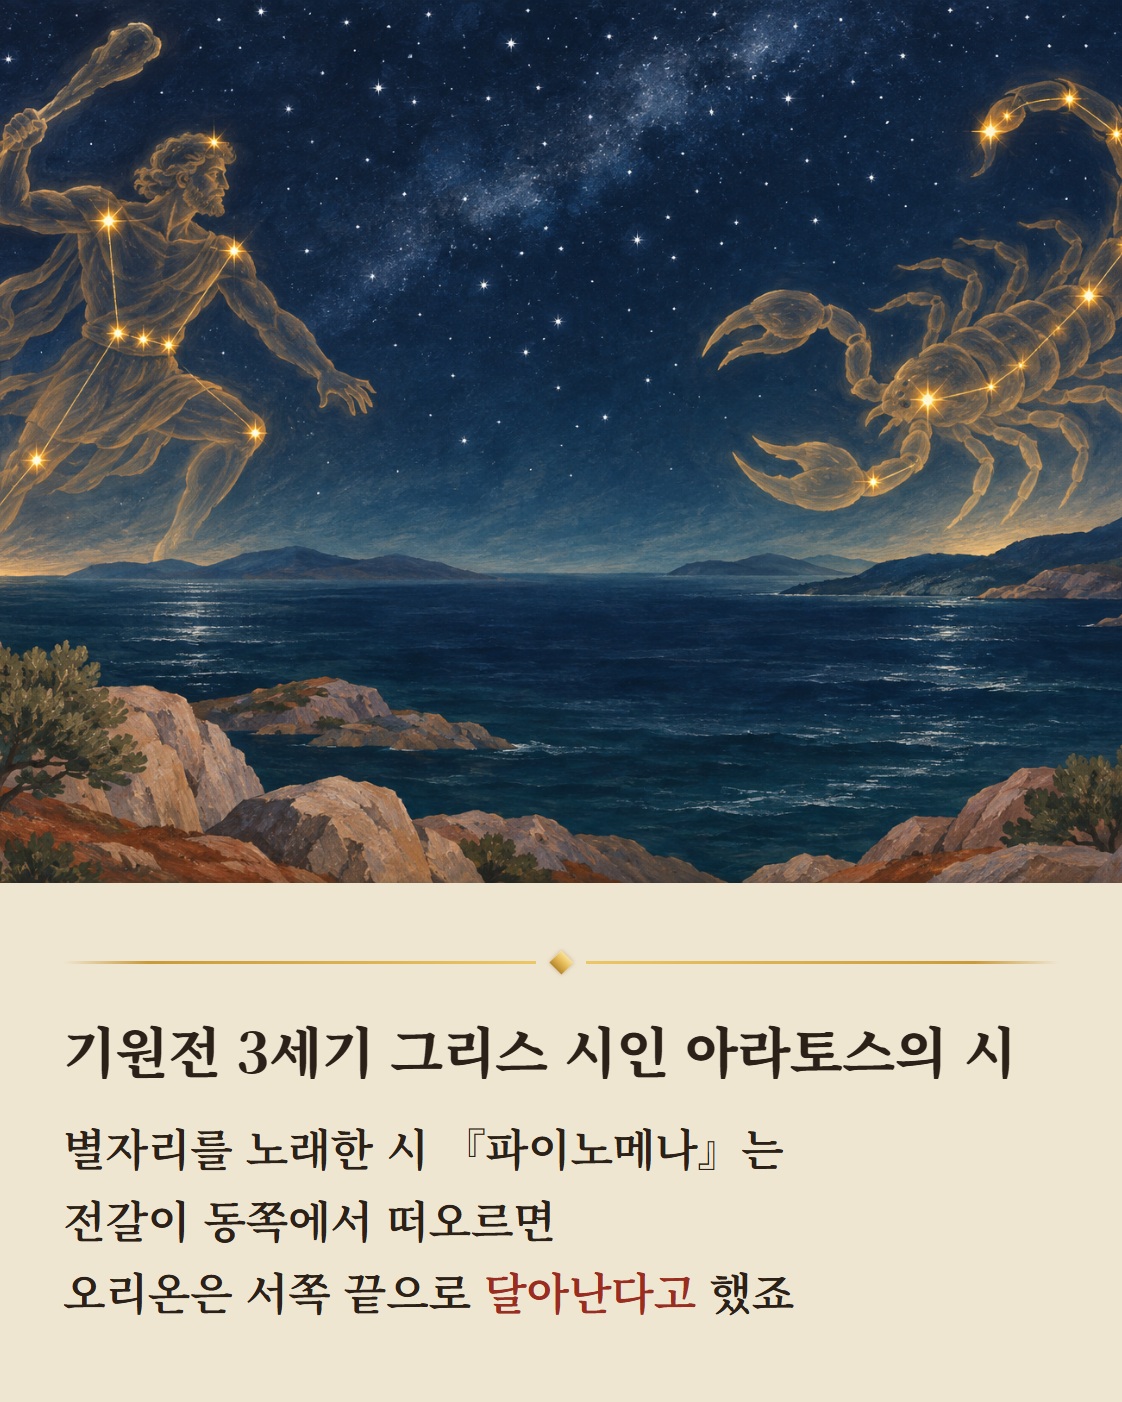 기원전 3세기 그리스 시인 아라토스의 시
별자리를 노래한 시 『파이노메나』는
전갈이 동쪽에서 떠오르면
오리온은 서쪽 끝으로 달아난다고 했죠